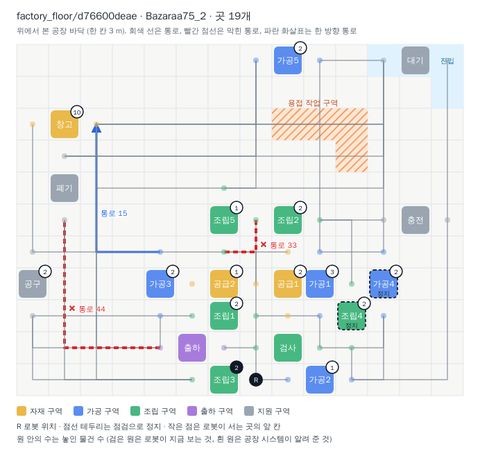 factory_floor/d76600deae · Bazaraa75_2 · 곳 19개
위에서 본 공장 바닥 (한 칸 3 m). 회색 선은 통로, 빨간 점선은 막힌 통로, 파란 화살표는 한 방향 통로
가공5
2
대기
진입
용접 작업 구역
창고
10
폐기
통로 15
조립5
1
조립2
2
충전
통로 33
공구
2
가공3
2
공급2
2
공급1
2
가공1
3
가공4
2
정지
통로 44
조립1
2
조립4
2
정지
출하
검사
조립3
2
R
가공2
1
자재 구역
가공 구역
조립 구역
출하 구역
지원 구역
R 로봇 위치 · 점선 테두리는 점검으로 정지 · 작은 점은 로봇이 서는 곳의 앞 칸
원 안의 수는 놓인 물건 수 (검은 원은 로봇이 지금 보는 것, 흰 원은 공장 시스템이 알려 준 것)